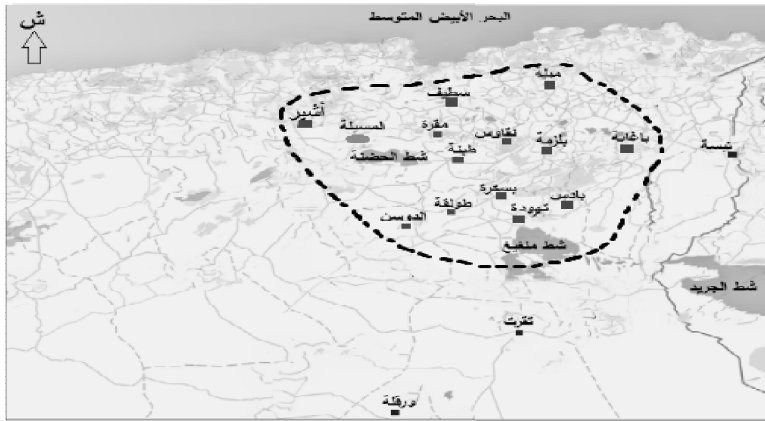 البحر الأبيض المتوسط
ش
ميلة
سطيف
أشير
المسيلة
مقرة
نقاوس
بلزمة
باغاية
تبسة
شط الحضنة
طبنة
بسكرة
بادس
طولقة
تهودة
الدوسن
شط ملغيغ
شط الجريد
تقرت
ورقلة